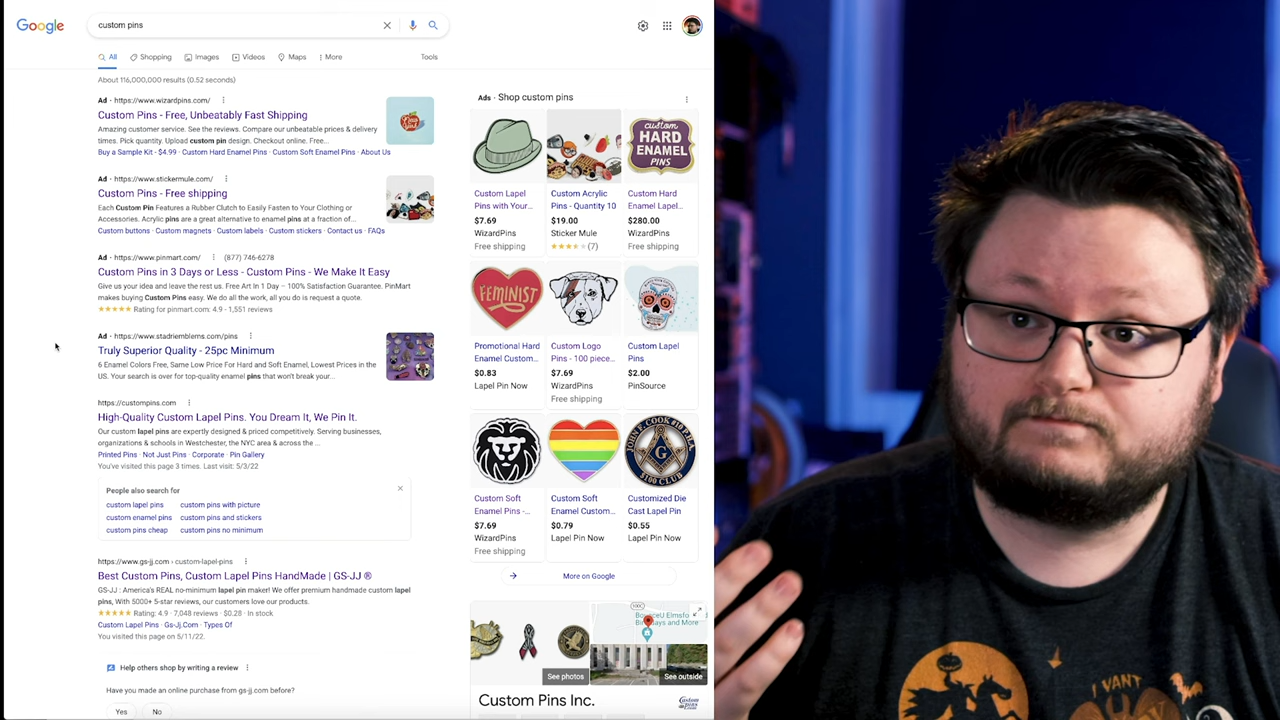 Google
custom pins
All
Shopping
Images
Videos
Maps
More
Tools
About 116,000,000 results (0.52 seconds)
Ad · https://www.wizardpins.com/
Custom Pins - Free, Unbeatably Fast Shipping
Amazing customer service. See the reviews. Compare our unbeatable prices & delivery
times. Pick quantity. Upload custom pin design. Checkout online. Free...
Buy a Sample Kit - $4.99 · Custom Hard Enamel Pins · Custom Soft Enamel Pins · About Us
Ad · https://www.stickermule.com/
Custom Pins - Free shipping
Each Custom Pin Features a Rubber Clutch to Easily Fasten to Your Clothing or
Accessories. Acrylic pins are a great alternative to enamel pins at a fraction of...
Custom buttons · Custom magnets · Custom labels · Custom stickers · Contact us · FAQs
Ad · https://www.pinmart.com/ (877) 746-6278
Custom Pins in 3 Days or Less - Custom Pins - We Make It Easy
Give us your idea and leave the rest to us. Free Art In 1 Day – 100% Satisfaction Guarantee. PinMart
makes buying Custom Pins easy. We do all the work, all you do is request a quote.
Rating for pinmart.com: 4.9 - 1,551 reviews
Ad · https://www.stadriemblems.com/pins
Truly Superior Quality - 25pc Minimum
6 Enamel Colors Free, Same Low Price For Hard and Soft Enamel, Lowest Prices in the
US. Your search is over for top-quality enamel pins that won't break your...
https://custompins.com
High-Quality Custom Lapel Pins. You Dream It, We Pin It.
Our custom lapel pins are expertly designed & priced competitively. Serving businesses,
organizations & schools in Westchester, the NYC area & across the ...
Printed Pins · Not Just Pins · Corporate · Pin Gallery
You've visited this page 3 times. Last visit: 5/3/22
People also search for
custom lapel pins
pins with picture
custom enamel pins
custom pins and stickers
custom pins cheap
custom pins no minimum
https://www.gs-jj.com › custom-lapel-pins
Best Custom Pins, Custom Lapel Pins HandMade | GS-JJ ®
GS-JJ : America's REAL no-minimum lapel pin maker! We offer premium handmade custom lapel
pins, With 5000+ 5-star reviews, our customers love our products.
Rating: 4.9 · 7,048 reviews · $0.28 · In stock
Custom Lapel Pins · Gs-Jj.Com · Types Of
You visited this page on 5/11/22.
Help others shop by writing a review
Have you made an online purchase from gs-jj.com before?
Yes
No
Ads · Shop custom pins
custom
HARD
ENAMEL
PINS
Custom Lapel
Pins with Your...
$7.69
WizardPins
Free shipping
Custom Acrylic
Pins - Quantity 10
$19.00
Sticker Mule
(7)
Custom Hard
Enamel Lapel...
$280.00
WizardPins
Free shipping
FEMINIST
Promotional Hard
Enamel Custom...
$0.83
Lapel Pin Now
Custom Logo
Pins - 100 piece...
$7.69
WizardPins
Free shipping
Custom Lapel
Pins
$2.00
PinSource
Custom Soft
Enamel Pins -...
$7.69
WizardPins
Free shipping
Custom Soft
Enamel Custom...
$0.79
Lapel Pin Now
G
$100 CLUB
Customized Die
Cast Lapel Pin
$0.55
Lapel Pin Now
More on Google
See photos
See outside
Custom Pins Inc.
I WANT